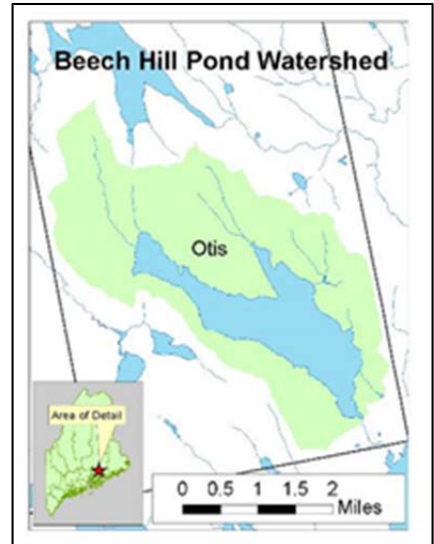 Beech Hill Pond Watershed
Otis
Area of Detail
0 0.5 1 1.5 2
Miles